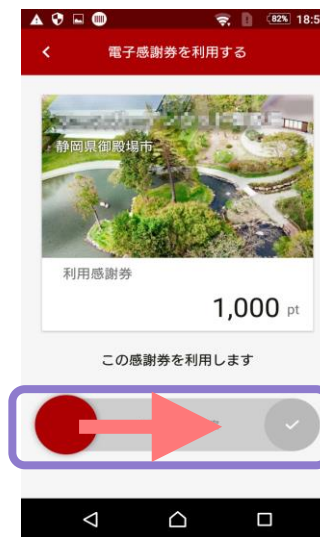 82% 18:5
電子感謝券を利用する
静岡県御殿場市
利用感謝券
1,000 pt
この感謝券を利用します